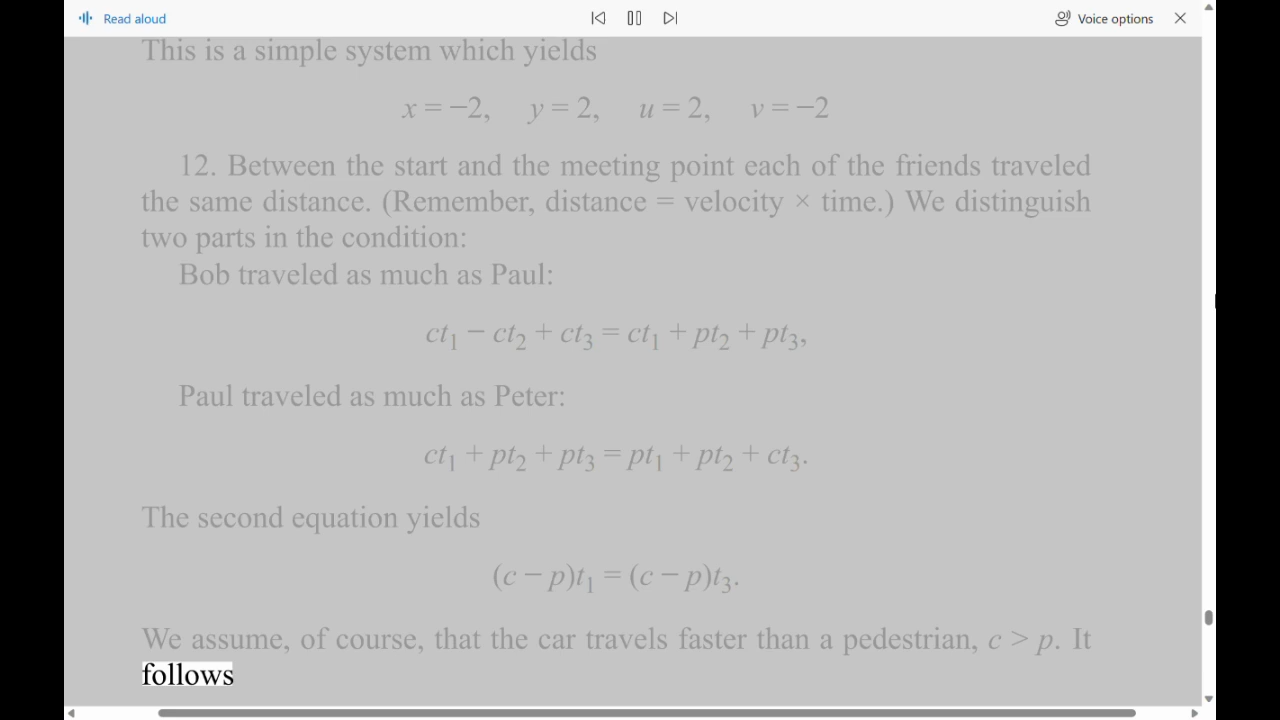 Read aloud
Voice options
This is a simple system which yields
x = −2, y = 2, u = 2, v = −2
12. Between the start and the meeting point each of the friends traveled
the same distance. (Remember, distance = velocity × time.) We distinguish
two parts in the condition:
Bob traveled as much as Paul:
ct₁ − ct₂ + ct₃ = ct₁ + pt₂ + pt₃,
Paul traveled as much as Peter:
ct₁ + pt₂ + pt₃ = pt₁ + pt₂ + ct₃.
The second equation yields
(c − p)t₁ = (c − p)t₃.
We assume, of course, that the car travels faster than a pedestrian, c > p. It
follows